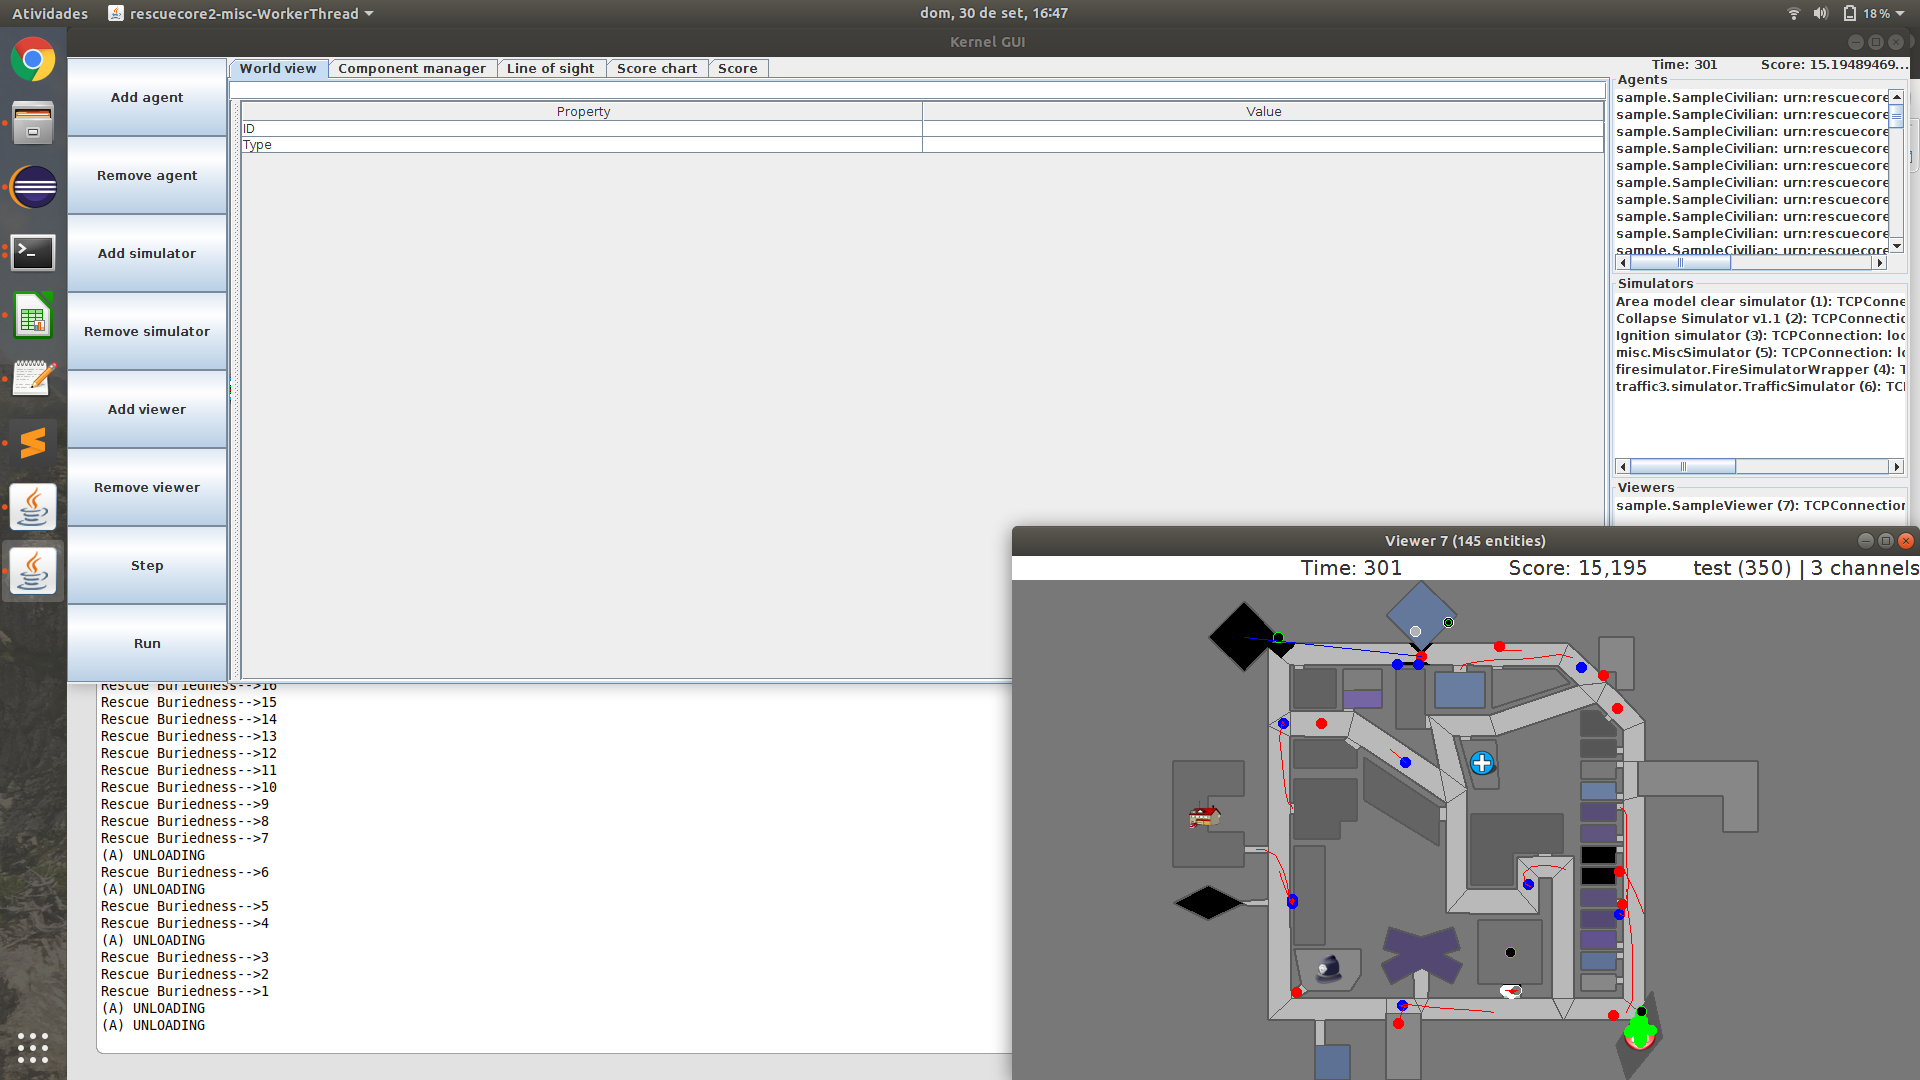 Atividades
rescuecore2-misc-WorkerThread
dom, 30 de set, 16:47
18%
Kernel GUI
Add agent
Remove agent
Add simulator
Remove simulator
Add viewer
Remove viewer
Step
Run
World view
Component manager
Line of sight
Score chart
Score
Property
Value
ID
Type
Time: 301
Score: 15.19489469...
Agents
sample.SampleCivilian: urn:rescuecore
sample.SampleCivilian: urn:rescuecore
sample.SampleCivilian: urn:rescuecore
sample.SampleCivilian: urn:rescuecore
sample.SampleCivilian: urn:rescuecore
sample.SampleCivilian: urn:rescuecore
sample.SampleCivilian: urn:rescuecore
sample.SampleCivilian: urn:rescuecore
sample.SampleCivilian: urn:rescuecore
sample.SampleCivilian: urn:rescuecore
Simulators
Area model clear simulator (1): TCPConne
Collapse Simulator v1.1 (2): TCPConnectio
Ignition simulator (3): TCPConnection: loc
misc.MiscSimulator (5): TCPConnection: lo
firesimulator.FireSimulatorWrapper (4): T
traffic3.simulator.TrafficSimulator (6): TC
Viewers
sample.SampleViewer (7): TCPConnection
Rescue Buriedness-->16
Rescue Buriedness-->15
Rescue Buriedness-->14
Rescue Buriedness-->13
Rescue Buriedness-->12
Rescue Buriedness-->11
Rescue Buriedness-->10
Rescue Buriedness-->9
Rescue Buriedness-->8
Rescue Buriedness-->7
(A) UNLOADING
Rescue Buriedness-->6
(A) UNLOADING
Rescue Buriedness-->5
Rescue Buriedness-->4
(A) UNLOADING
Rescue Buriedness-->3
Rescue Buriedness-->2
Rescue Buriedness-->1
(A) UNLOADING
(A) UNLOADING
Viewer 7 (145 entities)
Time: 301
Score: 15,195
test (350) | 3 channels